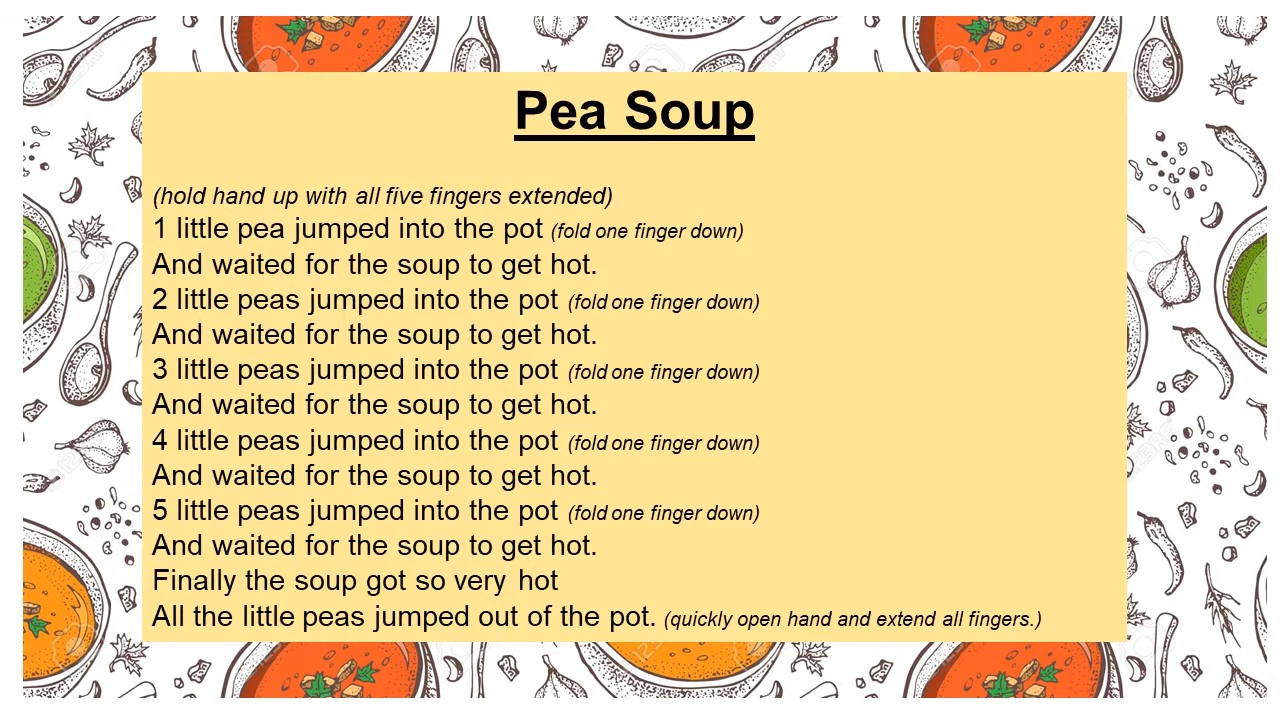 Pea Soup
(hold hand up with all five fingers extended)
1 little pea jumped into the pot (fold one finger down)
And waited for the soup to get hot.
2 little peas jumped into the pot (fold one finger down)
And waited for the soup to get hot.
3 little peas jumped into the pot (fold one finger down)
And waited for the soup to get hot.
4 little peas jumped into the pot (fold one finger down)
And waited for the soup to get hot.
5 little peas jumped into the pot (fold one finger down)
And waited for the soup to get hot.
Finally the soup got so very hot
All the little peas jumped out of the pot. (quickly open hand and extend all fingers.)